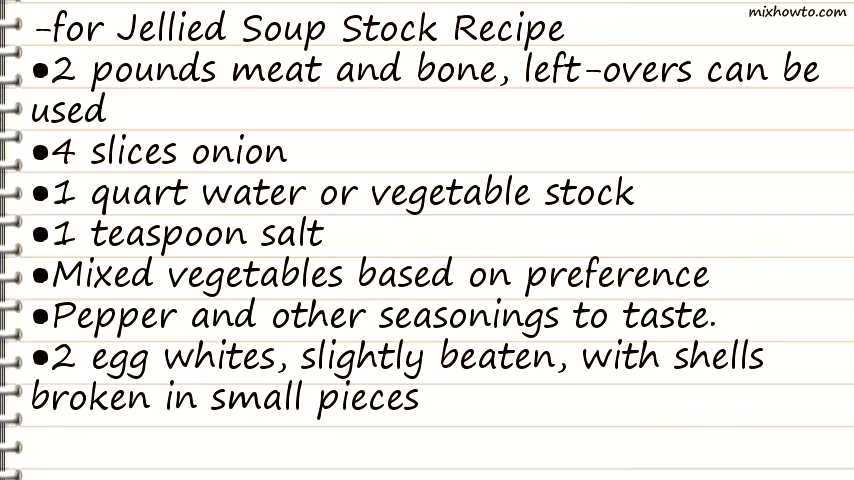 mixhowto.com
-for Jellied Soup Stock Recipe
•2 pounds meat and bone, left-overs can be
used
•4 slices onion
•1 quart water or vegetable stock
•1 teaspoon salt
•Mixed vegetables based on preference
•Pepper and other seasonings to taste.
•2 egg whites, slightly beaten, with shells
broken in small pieces